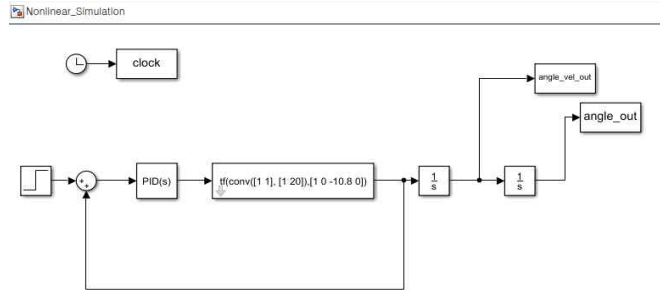 Nonlinear_Simulation
clock
angle_vel_out
angle_out
+
+
PID(s)
tf(conv([1 1], [1 20]),[1 0 -10.8 0])
1
s
1
s